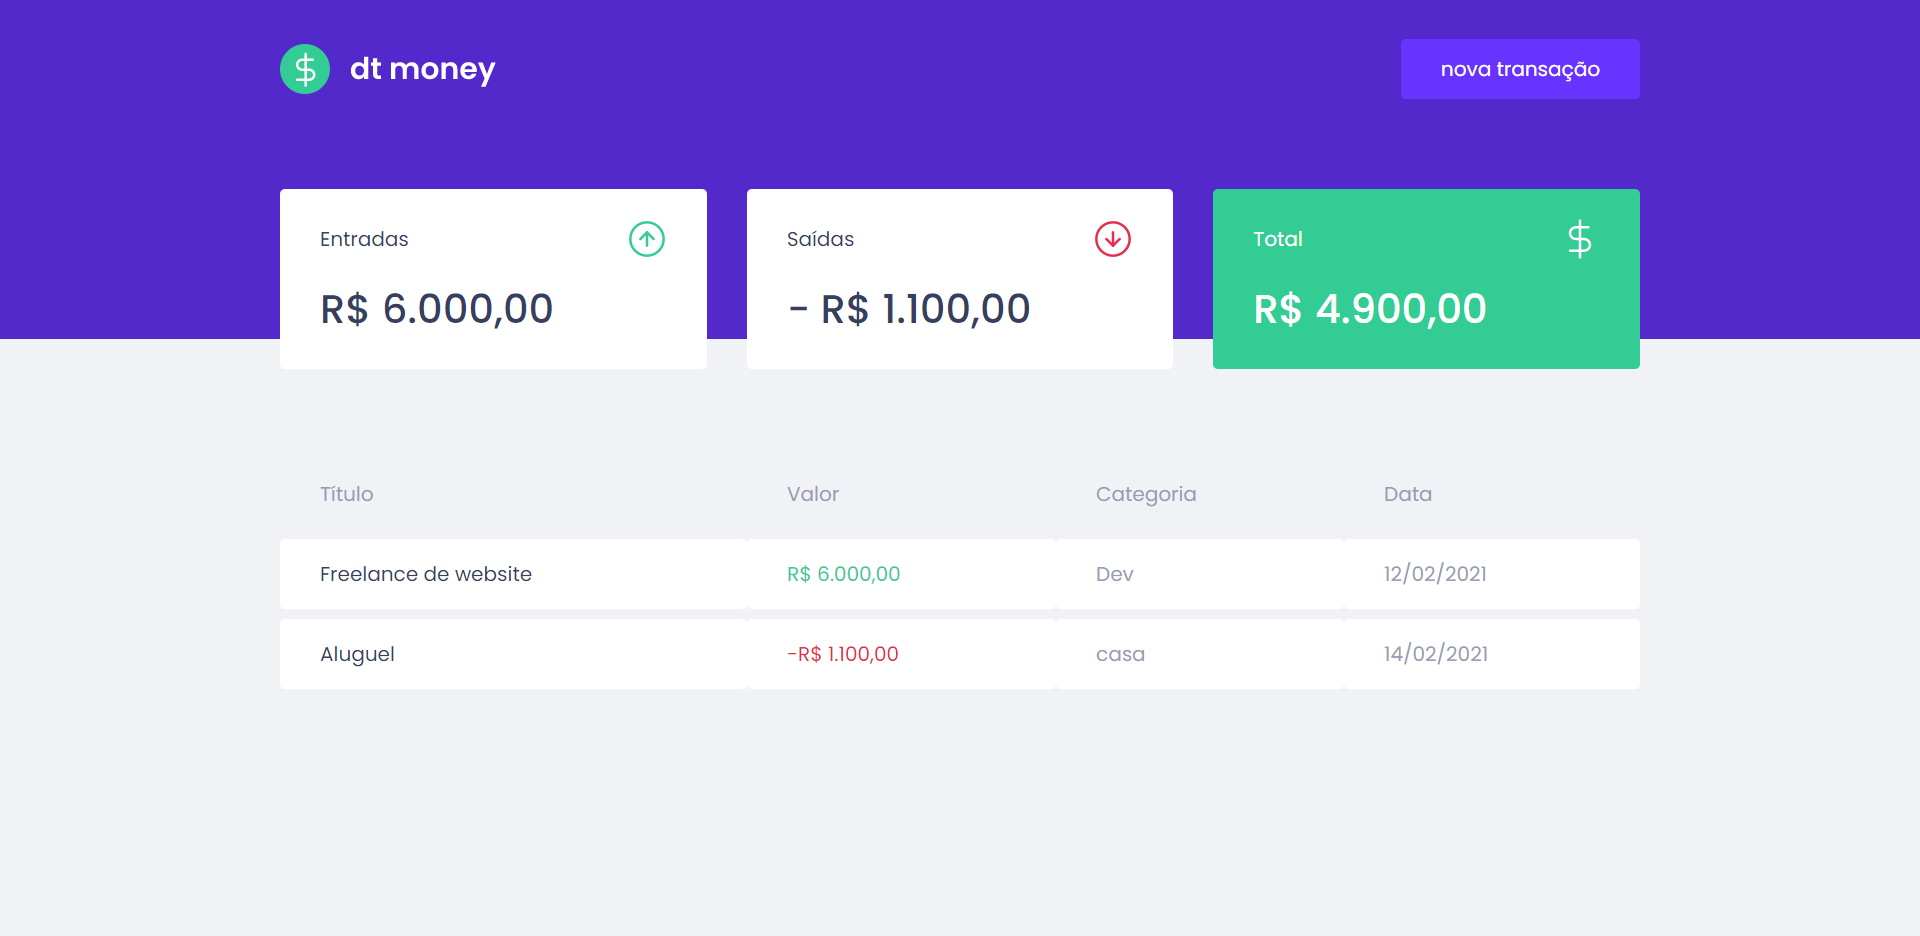 dt money
nova transação
Entradas
R$ 6.000,00
Saídas
- R$ 1.100,00
Total
R$ 4.900,00
Título Valor Categoria Data
Freelance de website R$ 6.000,00 Dev 12/02/2021
Aluguel -R$ 1.100,00 casa 14/02/2021